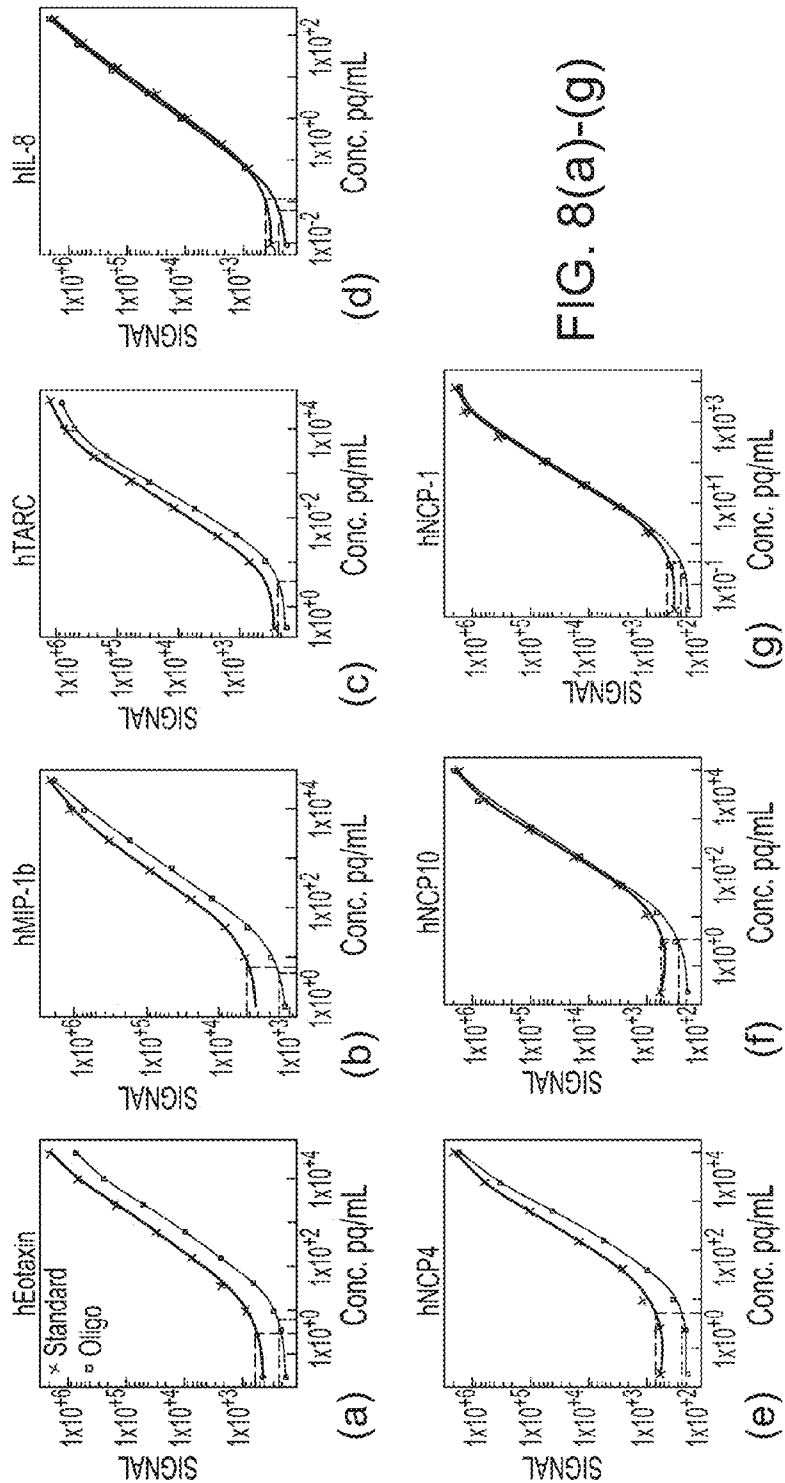 hEotaxin
× Standard
▫ Oligo
1x10+6
1x10+5
1x10+4
1x10+3
SIGNAL
1x10+0
1x10+2
1x10+4
Conc. pq/mL
(a)
hMIP-1b
1x10+6
1x10+5
1x10+4
1x10+3
SIGNAL
1x10+0
1x10+2
1x10+4
Conc. pq/mL
(b)
hTARC
1x10+6
1x10+5
1x10+4
1x10+3
SIGNAL
1x10+0
1x10+2
1x10+4
Conc. pq/mL
(c)
hIL-8
1x10+6
1x10+5
1x10+4
1x10+3
SIGNAL
1x10-2
1x10+0
1x10+2
Conc. pq/mL
(d)
hNCP4
1x10+6
1x10+5
1x10+4
1x10+3
1x10+2
SIGNAL
1x10+0
1x10+2
1x10+4
Conc. pq/mL
(e)
hNCP10
1x10+6
1x10+5
1x10+4
1x10+3
1x10+2
SIGNAL
1x10+0
1x10+2
1x10+4
Conc. pq/mL
(f)
hNCP-1
1x10+6
1x10+5
1x10+4
1x10+3
1x10+2
SIGNAL
1x10-1
1x10+1
1x10+3
Conc. pq/mL
(g)
FIG. 8(a)-(g)